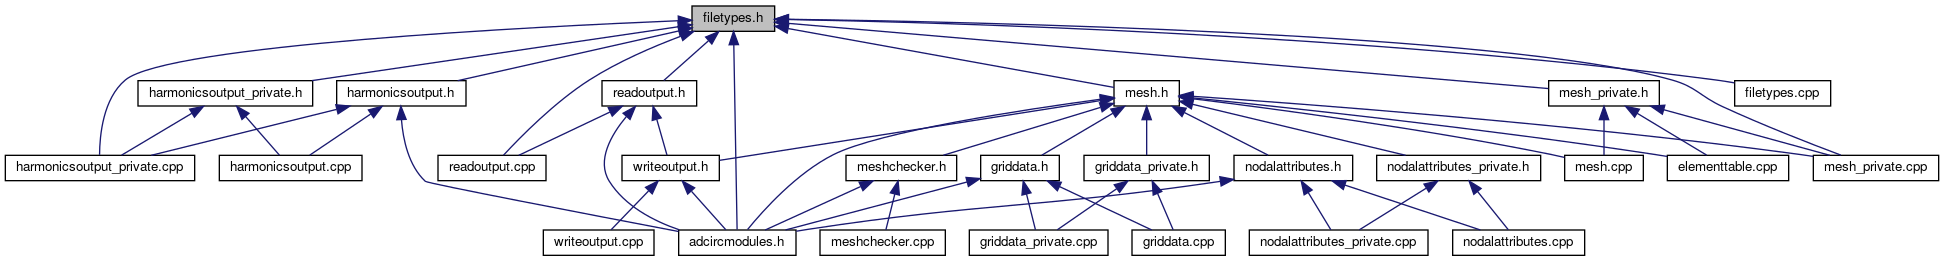 filetypes.h
harmonicsoutput_private.h
harmonicsoutput.h
readoutput.h
mesh.h
mesh_private.h
filetypes.cpp
harmonicsoutput_private.cpp
harmonicsoutput.cpp
readoutput.cpp
writeoutput.h
meshchecker.h
griddata.h
griddata_private.h
nodalattributes.h
nodalattributes_private.h
mesh.cpp
elementtable.cpp
mesh_private.cpp
writeoutput.cpp
adcircmodules.h
meshchecker.cpp
griddata_private.cpp
griddata.cpp
nodalattributes_private.cpp
nodalattributes.cpp